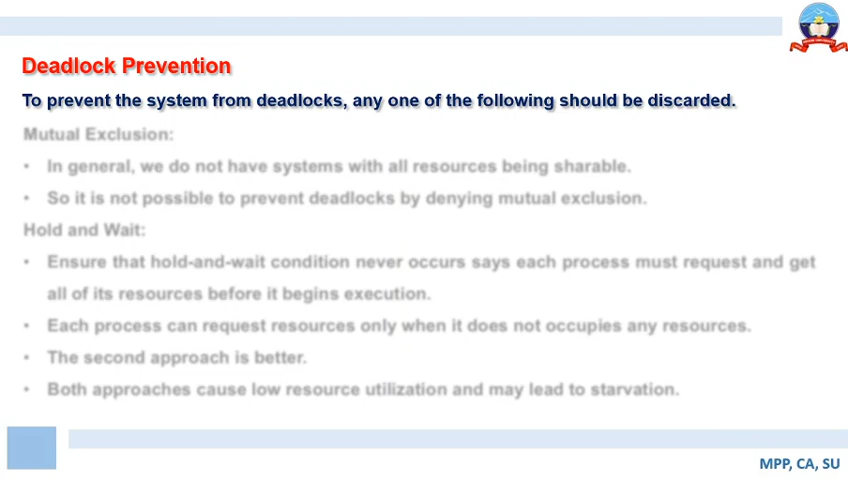 Deadlock Prevention
To prevent the system from deadlocks, any one of the following should be discarded.
Mutual Exclusion:
• In general, we do not have systems with all resources being sharable.
• So it is not possible to prevent deadlocks by denying mutual exclusion.
Hold and Wait:
• Ensure that hold-and-wait condition never occurs says each process must request and get
all of its resources before it begins execution.
• Each process can request resources only when it does not occupies any resources.
• The second approach is better.
• Both approaches cause low resource utilization and may lead to starvation.
MPP, CA, SU